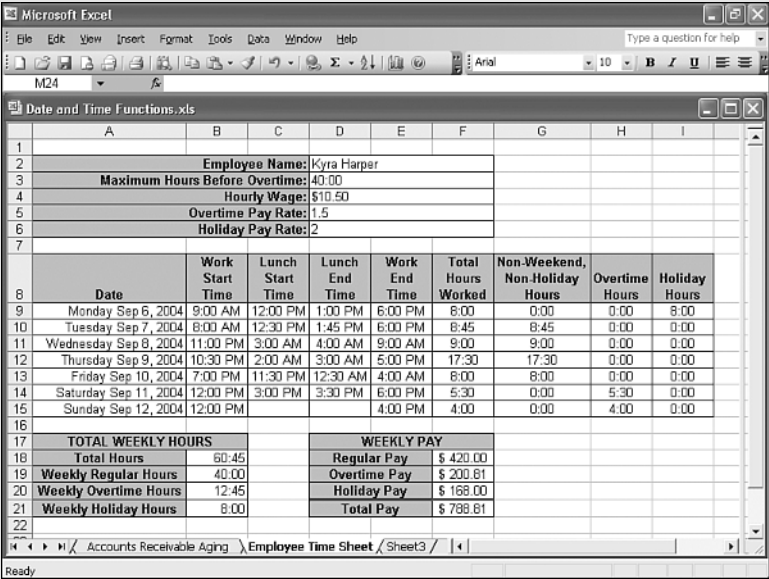 Microsoft Excel
File Edit View Insert Format Tools Data Window Help Type a question for help
Arial 10 B I U
M24 fx
Date and Time Functions.xls
A B C D E F G H I
1
2 Employee Name: Kyra Harper
3 Maximum Hours Before Overtime: 40:00
4 Hourly Wage: $10.50
5 Overtime Pay Rate: 1.5
6 Holiday Pay Rate: 2
7
Work Lunch Lunch Work Total Non-Weekend,
Start Start End End Hours Non-Holiday Overtime Holiday
8 Date Time Time Time Time Worked Hours Hours Hours
9 Monday Sep 6, 2004 9:00 AM 12:00 PM 1:00 PM 6:00 PM 8:00 0:00 0:00 8:00
10 Tuesday Sep 7, 2004 8:00 AM 12:30 PM 1:45 PM 6:00 PM 8:45 8:45 0:00 0:00
11 Wednesday Sep 8, 2004 11:00 PM 3:00 AM 4:00 AM 9:00 AM 9:00 9:00 0:00 0:00
12 Thursday Sep 9, 2004 10:30 PM 2:00 AM 3:00 AM 5:00 PM 17:30 17:30 0:00 0:00
13 Friday Sep 10, 2004 7:00 PM 11:30 PM 12:30 AM 4:00 AM 8:00 8:00 0:00 0:00
14 Saturday Sep 11, 2004 12:00 PM 3:00 PM 3:30 PM 6:00 PM 5:30 0:00 5:30 0:00
15 Sunday Sep 12, 2004 12:00 PM 4:00 PM 4:00 0:00 4:00 0:00
16
17 TOTAL WEEKLY HOURS WEEKLY PAY
18 Total Hours 60:45 Regular Pay $ 420.00
19 Weekly Regular Hours 40:00 Overtime Pay $ 200.81
20 Weekly Overtime Hours 12:45 Holiday Pay $ 168.00
21 Weekly Holiday Hours 8:00 Total Pay $ 788.81
22
Accounts Receivable Aging Employee Time Sheet Sheet3
Ready